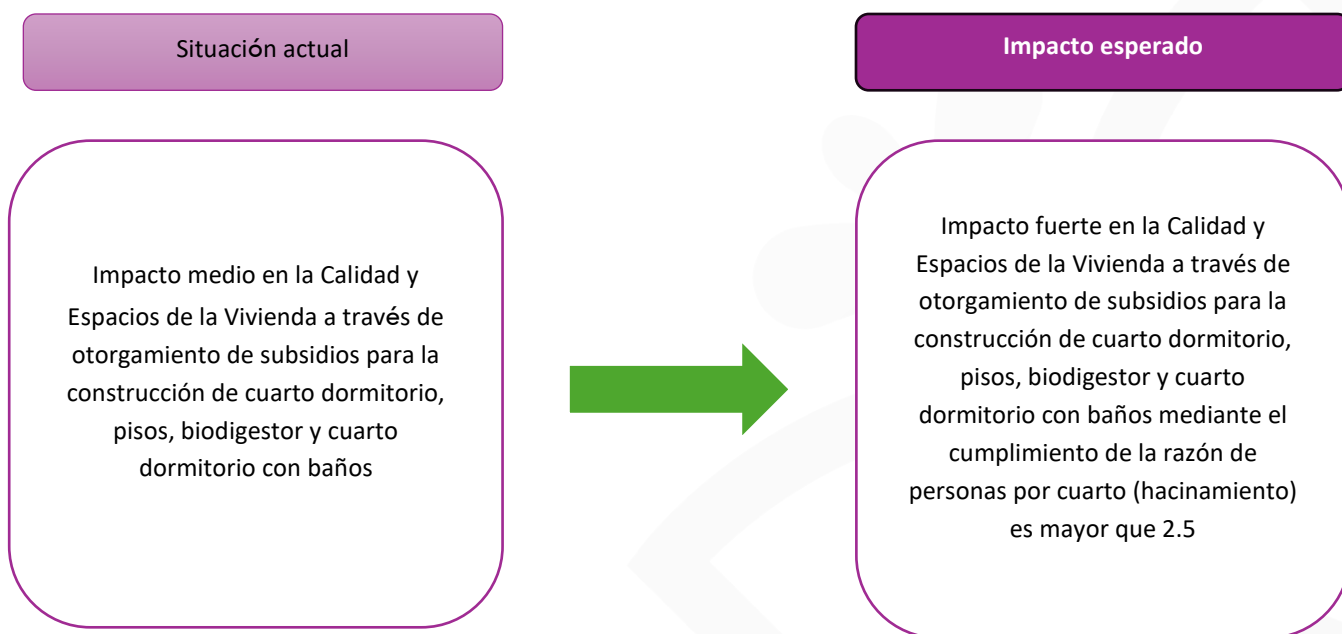 Situación actual
Impacto esperado
Impacto medio en la Calidad y
Espacios de la Vivienda a través de
otorgamiento de subsidios para la
construcción de cuarto dormitorio,
pisos, biodigestor y cuarto
dormitorio con baños
Impacto fuerte en la Calidad y
Espacios de la Vivienda a través de
otorgamiento de subsidios para la
construcción de cuarto dormitorio,
pisos, biodigestor y cuarto
dormitorio con baños mediante el
cumplimiento de la razón de
personas por cuarto (hacinamiento)
es mayor que 2.5